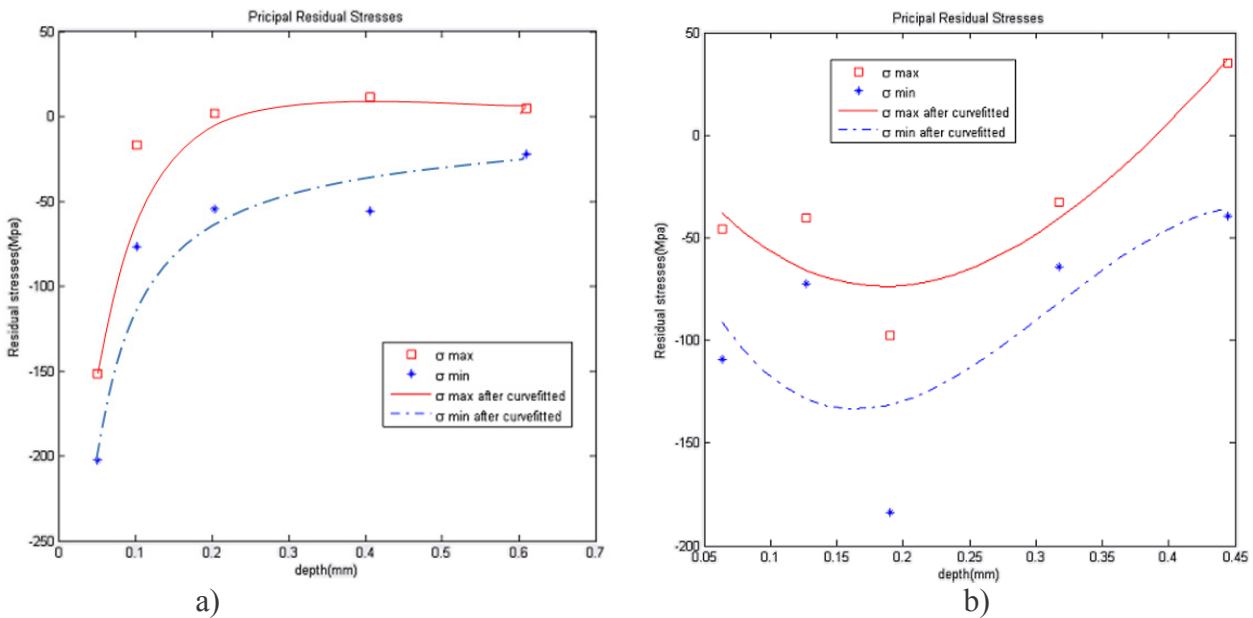 Pricipal Residual Stresses
50
0
-50
-100
-150
-200
-250
Residual stresses(Mpa)
σ max
σ min
σ max after curvefitted
σ min after curvefitted
0 0.1 0.2 0.3 0.4 0.5 0.6 0.7
depth(mm)
a)
Pricipal Residual Stresses
50
0
-50
-100
-150
-200
Residual stresses(Mpa)
σ max
σ min
σ max after curvefitted
σ min after curvefitted
0.05 0.1 0.15 0.2 0.25 0.3 0.35 0.4 0.45
depth(mm)
b)